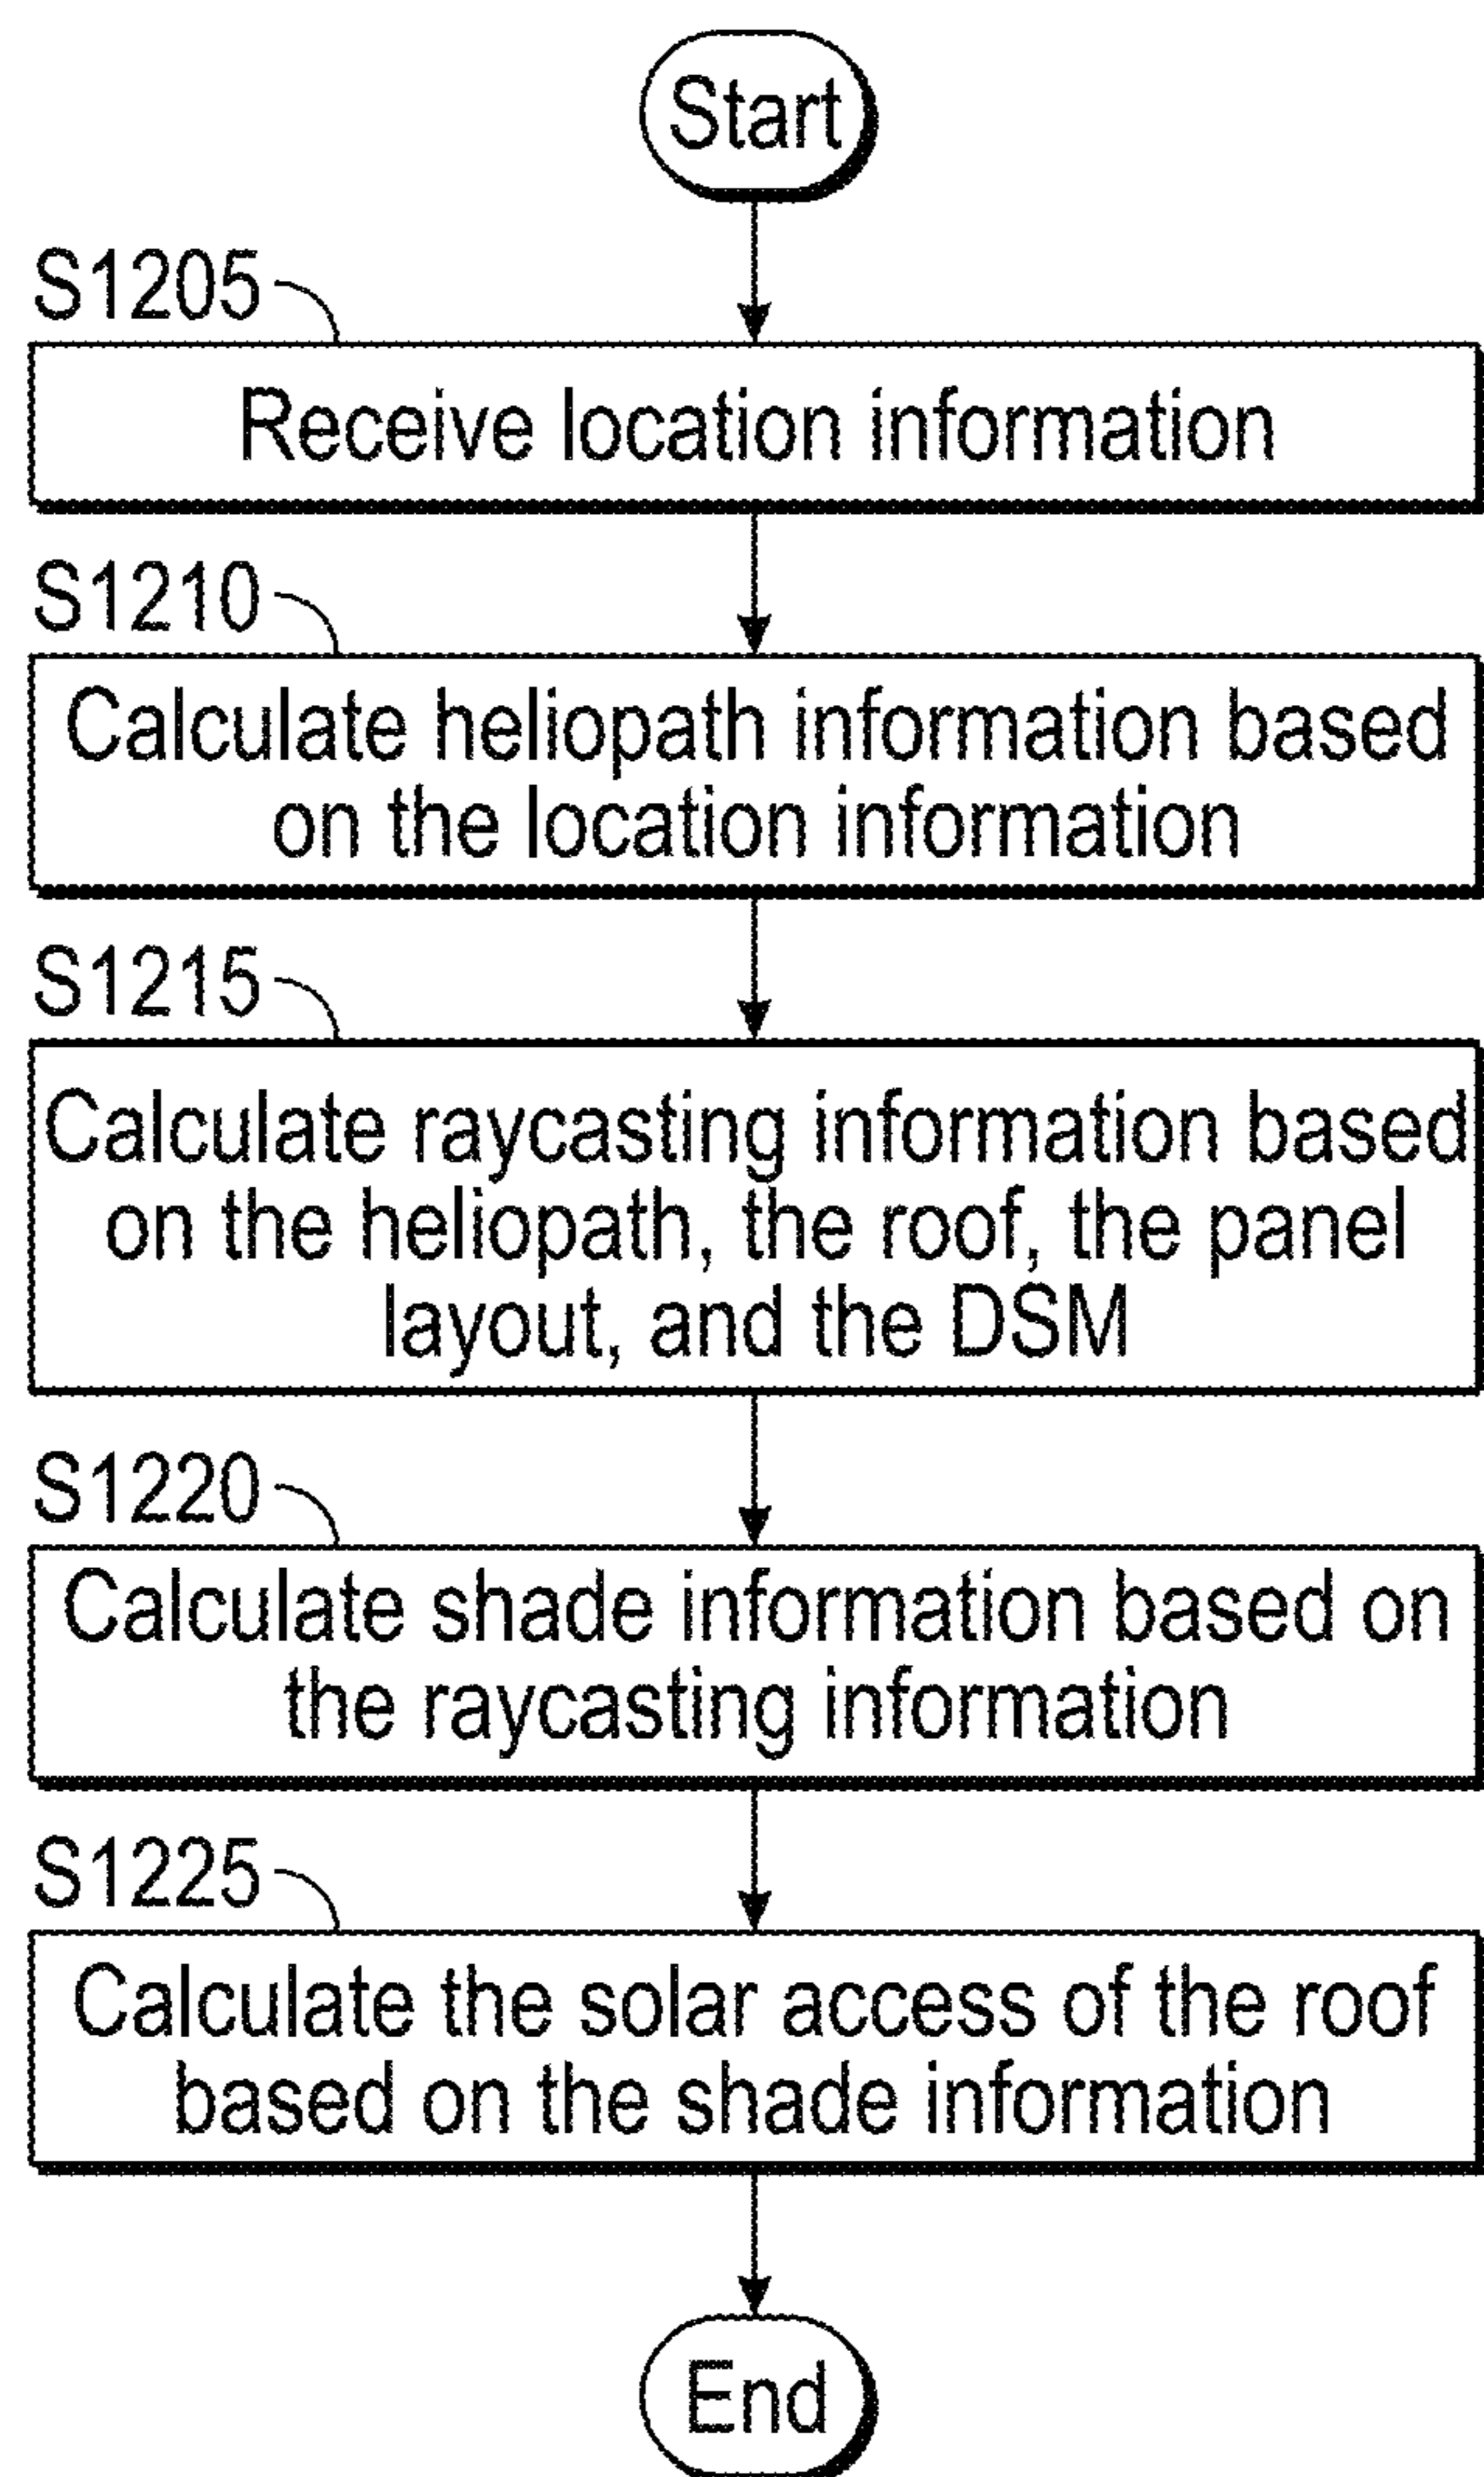 Start
S1205
Receive location information
S1210
Calculate heliopath information based
on the location information
S1215
Calculate raycasting information based
on the heliopath, the roof, the panel
layout, and the DSM
S1220
Calculate shade information based on
the raycasting information
S1225
Calculate the solar access of the roof
based on the shade information
End